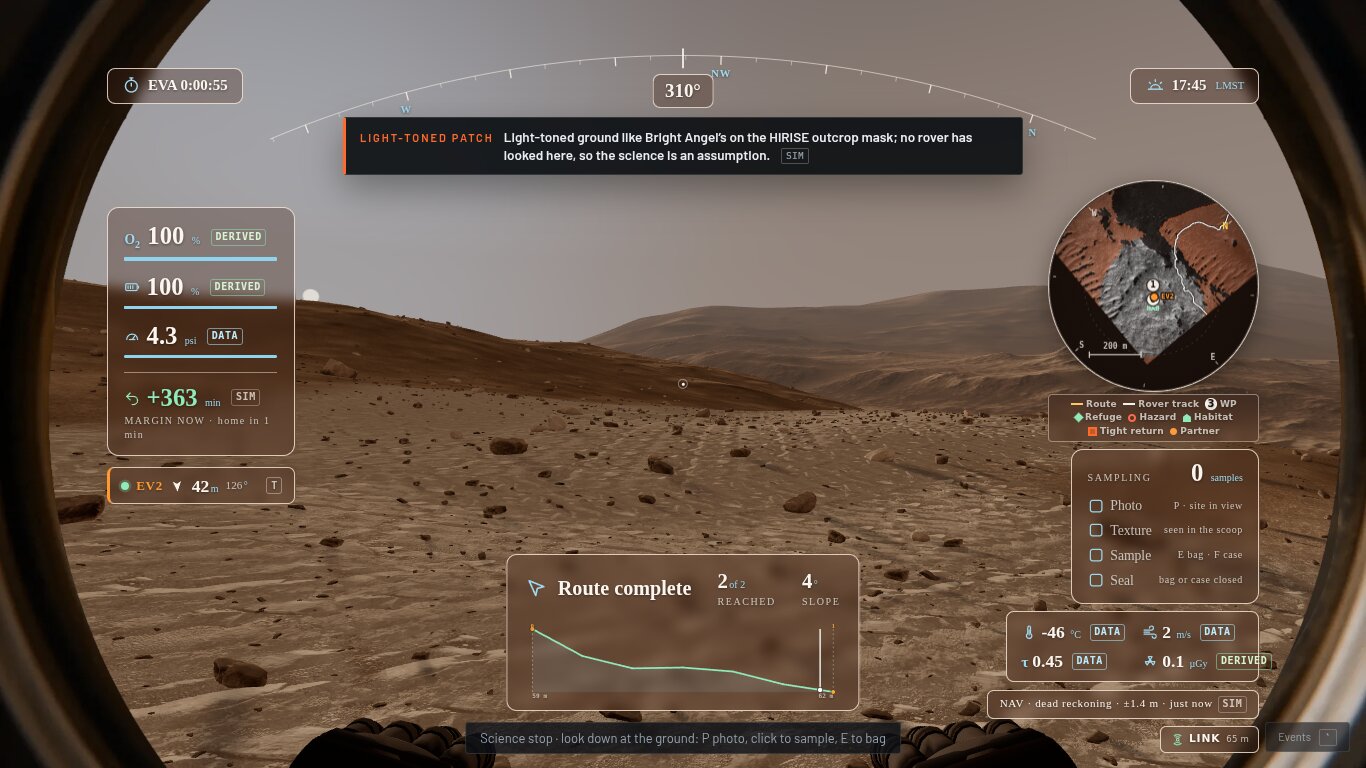 EVA 0:00:55
W
310°
NW
N
17:45 LMST
LIGHT-TONED PATCH Light-toned ground like Bright Angel's on the HIRISE outcrop mask; no rover has
looked here, so the science is an assumption. SIM
O2 100 % DERIVED
100 % DERIVED
4.3 psi DATA
+363 min SIM
MARGIN NOW · home in 1
min
EV2 42 m 126° T
W
N
1
EV2
S
200 m
E
Route Rover track 3 WP
Refuge Hazard Habitat
Tight return Partner
SAMPLING 0 samples
Photo P · site in view
Texture seen in the scoop
Sample E bag · F case
Seal bag or case closed
Route complete 2 of 2 4°
REACHED SLOPE
1
59 m
62 m
-46 °C DATA 2 m/s DATA
τ 0.45 DATA 0.1 µGy DERIVED
NAV · dead reckoning · ±1.4 m · just now SIM
LINK 65 m
Events
Science stop · look down at the ground: P photo, click to sample, E to bag